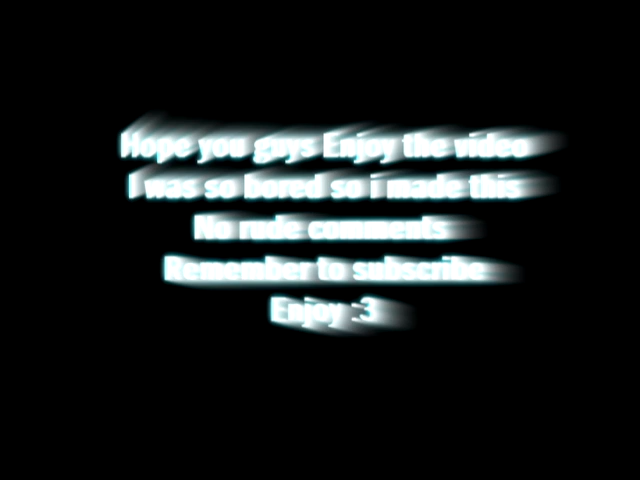 Hope you guys Enjoy the video
I was so bored so i made this
No rude comments
Remember to subscribe
Enjoy :3